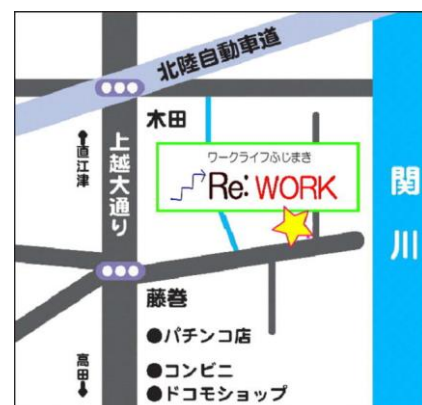 北陸自動車道
木田
直江津
上越大通り
ワークライフふじまき
Re: WORK
関川
藤巻
●パチンコ店
●コンビニ
●ドコモショップ
高田